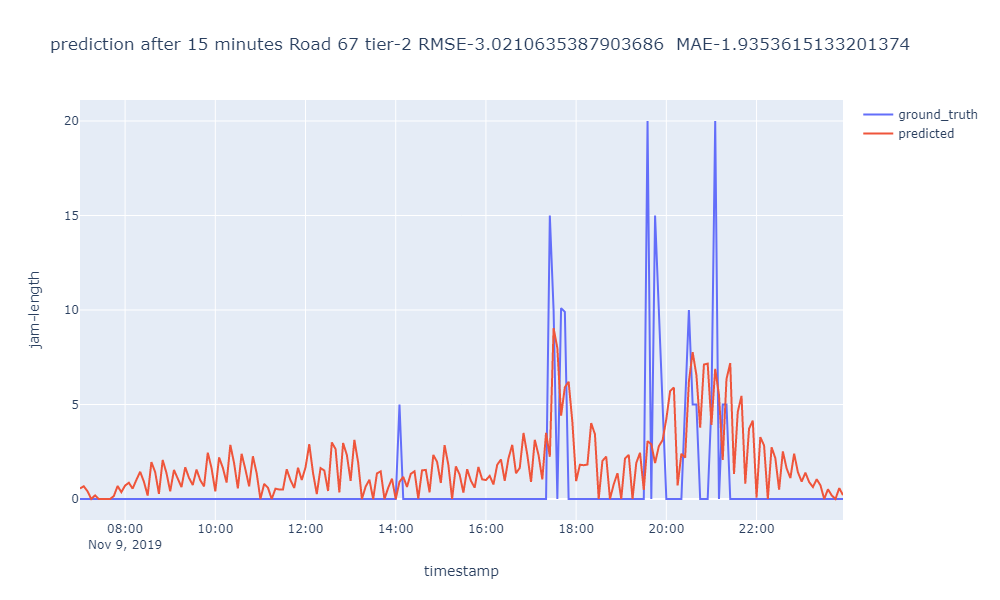 prediction after 15 minutes Road 67 tier-2 RMSE-3.0210635387903686  MAE-1.9353615133201374
ground_truth
predicted
jam-length
20
15
10
5
0
08:00 10:00 12:00 14:00 16:00 18:00 20:00 22:00
Nov 9, 2019
timestamp